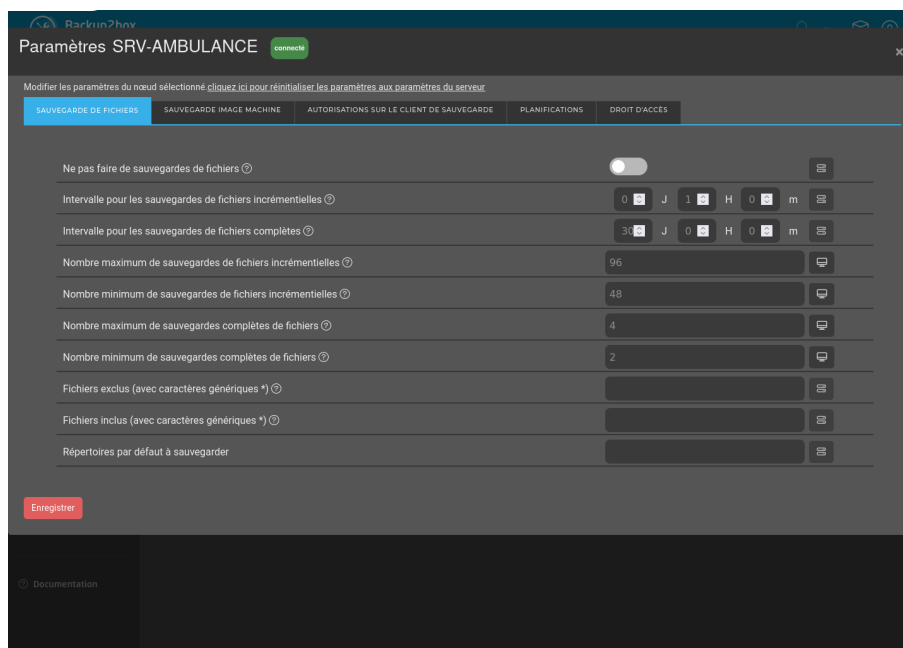 Backup2box
Paramètres SRV-AMBULANCE connecté
×
Modifier les paramètres du nœud sélectionné.cliquez ici pour réinitialiser les paramètres aux paramètres du serveur
SAUVEGARDE DE FICHIERS SAUVEGARDE IMAGE MACHINE AUTORISATIONS SUR LE CLIENT DE SAUVEGARDE PLANIFICATIONS DROIT D'ACCÈS
Ne pas faire de sauvegardes de fichiers
Intervalle pour les sauvegardes de fichiers incrémentielles 0 J 1 H 0 m
Intervalle pour les sauvegardes de fichiers complètes 30 J 0 H 0 m
Nombre maximum de sauvegardes de fichiers incrémentielles 96
Nombre minimum de sauvegardes de fichiers incrémentielles 48
Nombre maximum de sauvegardes complètes de fichiers 4
Nombre minimum de sauvegardes complètes de fichiers 2
Fichiers exclus (avec caractères génériques *)
Fichiers inclus (avec caractères génériques *)
Répertoires par défaut à sauvegarder
Enregistrer
Documentation